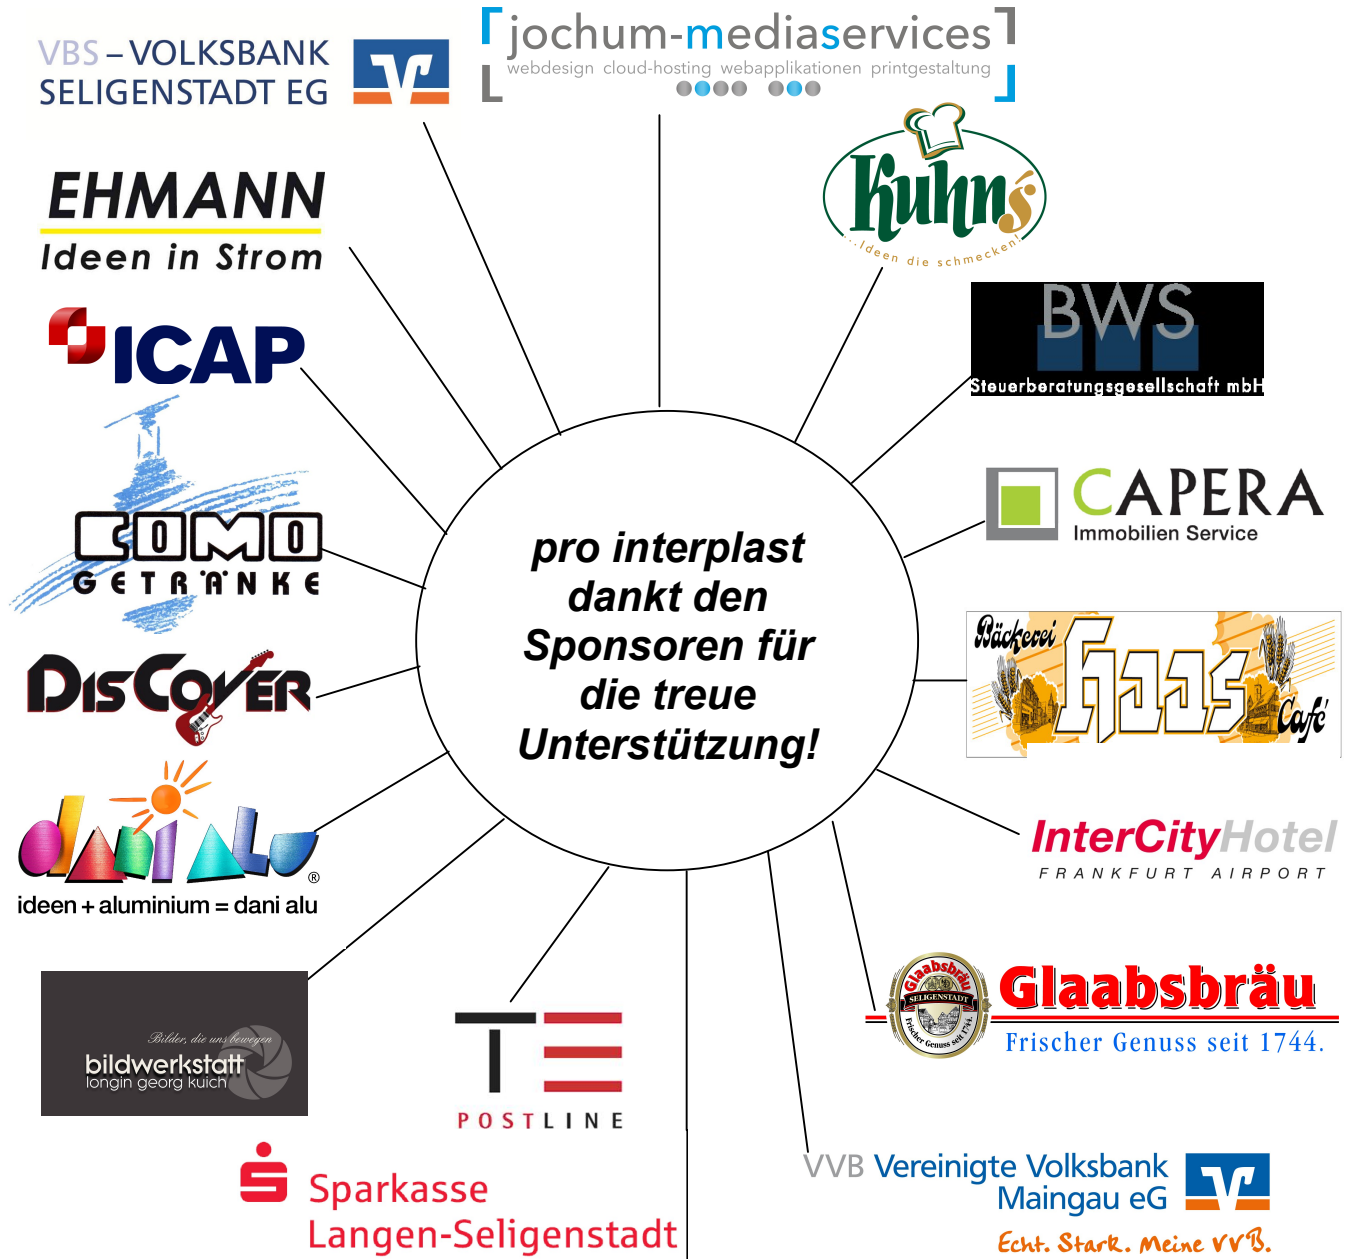 VBS – VOLKSBANK
SELIGENSTADT EG
jochum-mediaservices
webdesign cloud-hosting webapplikationen printgestaltung
Kuhn's
...Ideen die schmecken!
EHMANN
Ideen in Strom
BWS
Steuerberatungsgesellschaft mbH
ICAP
COMO
GETRÄNKE
CAPERA
Immobilien Service
pro interplast
dankt den
Sponsoren für
die treue
Unterstützung!
Bäckerei
Haas
Café
DISCOVER
dani alu
®
ideen + aluminium = dani alu
InterCityHotel
FRANKFURT AIRPORT
Glaabsbräu
SELIGENSTADT
Frischer Genuss seit 1744.
Glaabsbräu
Frischer Genuss seit 1744.
Bilder, die uns bewegen
bildwerkstatt
longin georg kuich
TE
POSTLINE
Sparkasse
Langen-Seligenstadt
VVB Vereinigte Volksbank
Maingau eG
Echt. Stark. Meine VVB.